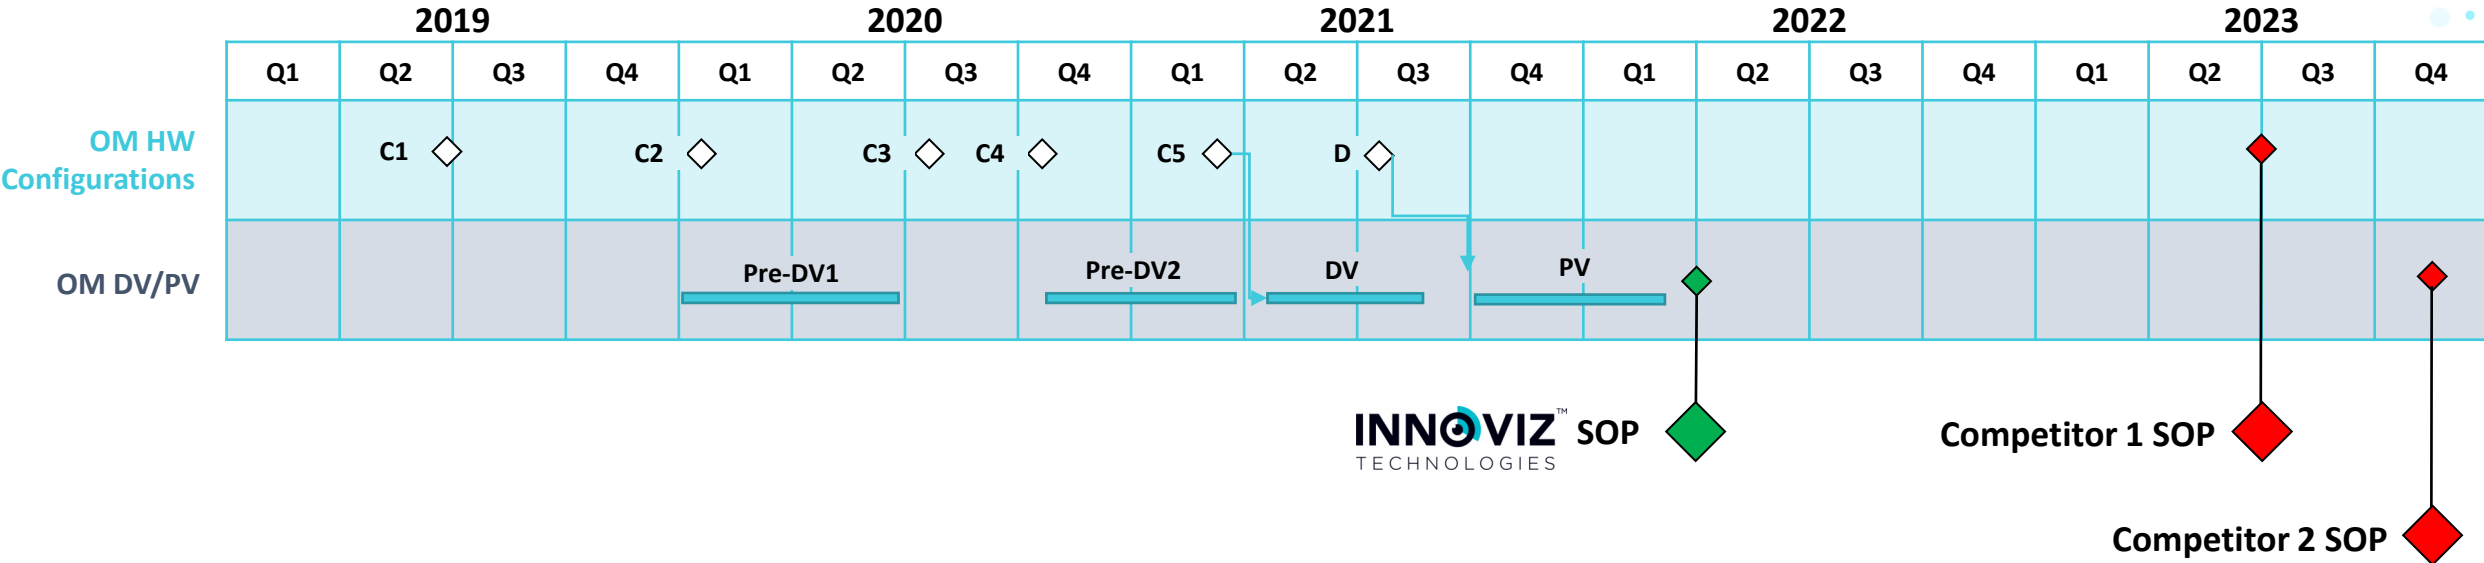 2019 2020 2021 2022 2023
Q1 Q2 Q3 Q4 Q1 Q2 Q3 Q4 Q1 Q2 Q3 Q4 Q1 Q2 Q3 Q4 Q1 Q2 Q3 Q4
OM HW
Configurations
C1 C2 C3 C4 C5 D
OM DV/PV
Pre-DV1 Pre-DV2 DV PV
INNOVIZ™ SOP
TECHNOLOGIES
Competitor 1 SOP
Competitor 2 SOP